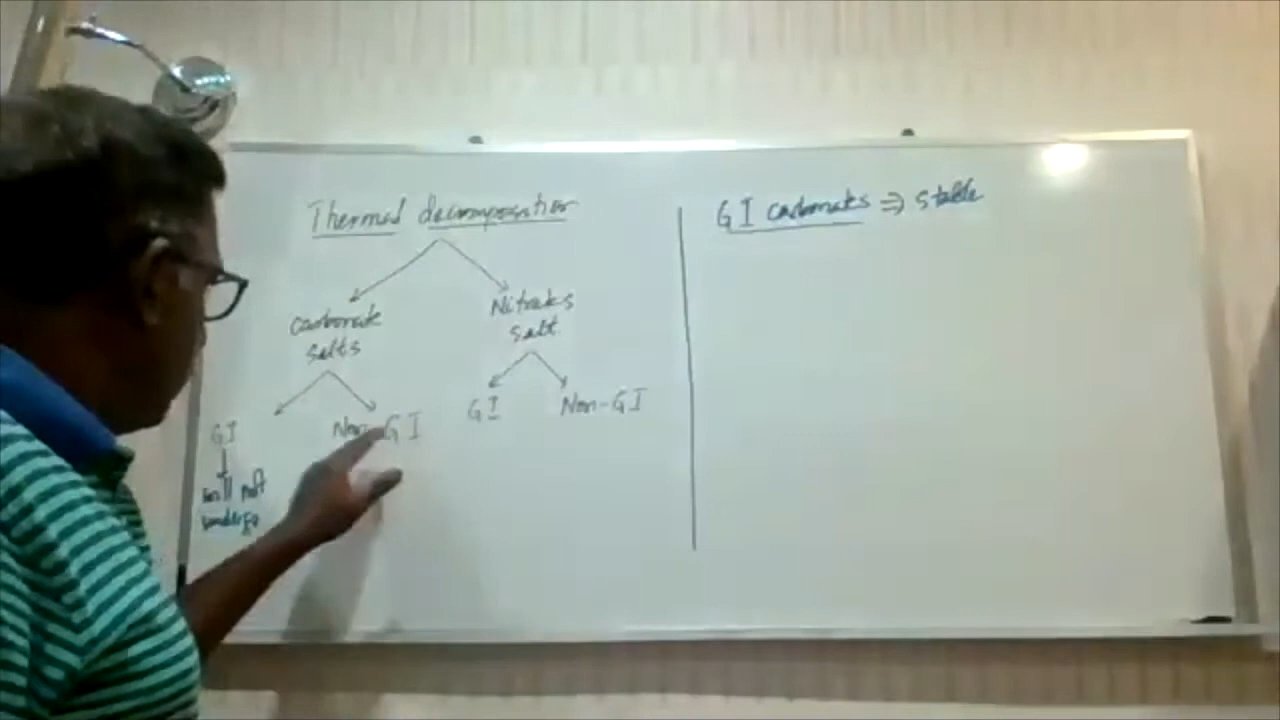 Thermal decomposition
Carbonate
salts
Nitrates
salt
GI
Non-GI
GI
Non-GI
will not
undergo
GI carbonates ⇒ stable